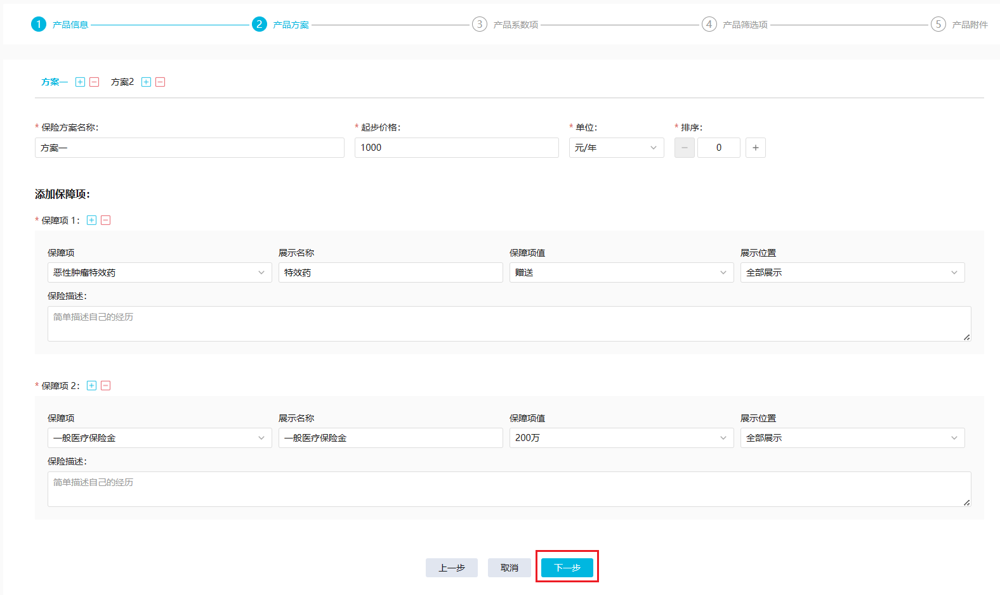 1 产品信息 2 产品方案 3 产品系数项 4 产品筛选项 5 产品附件
方案一 方案2
* 保险方案名称: * 起步价格: * 单位: * 排序:
方案一 1000 元/年 0
添加保障项:
* 保障项 1:
保障项 展示名称 保障项值 展示位置
恶性肿瘤特效药 特效药 赠送 全部展示
保险描述:
简单描述自己的经历
* 保障项 2:
保障项 展示名称 保障项值 展示位置
一般医疗保险金 一般医疗保险金 200万 全部展示
保险描述:
简单描述自己的经历
上一步 取消 下一步